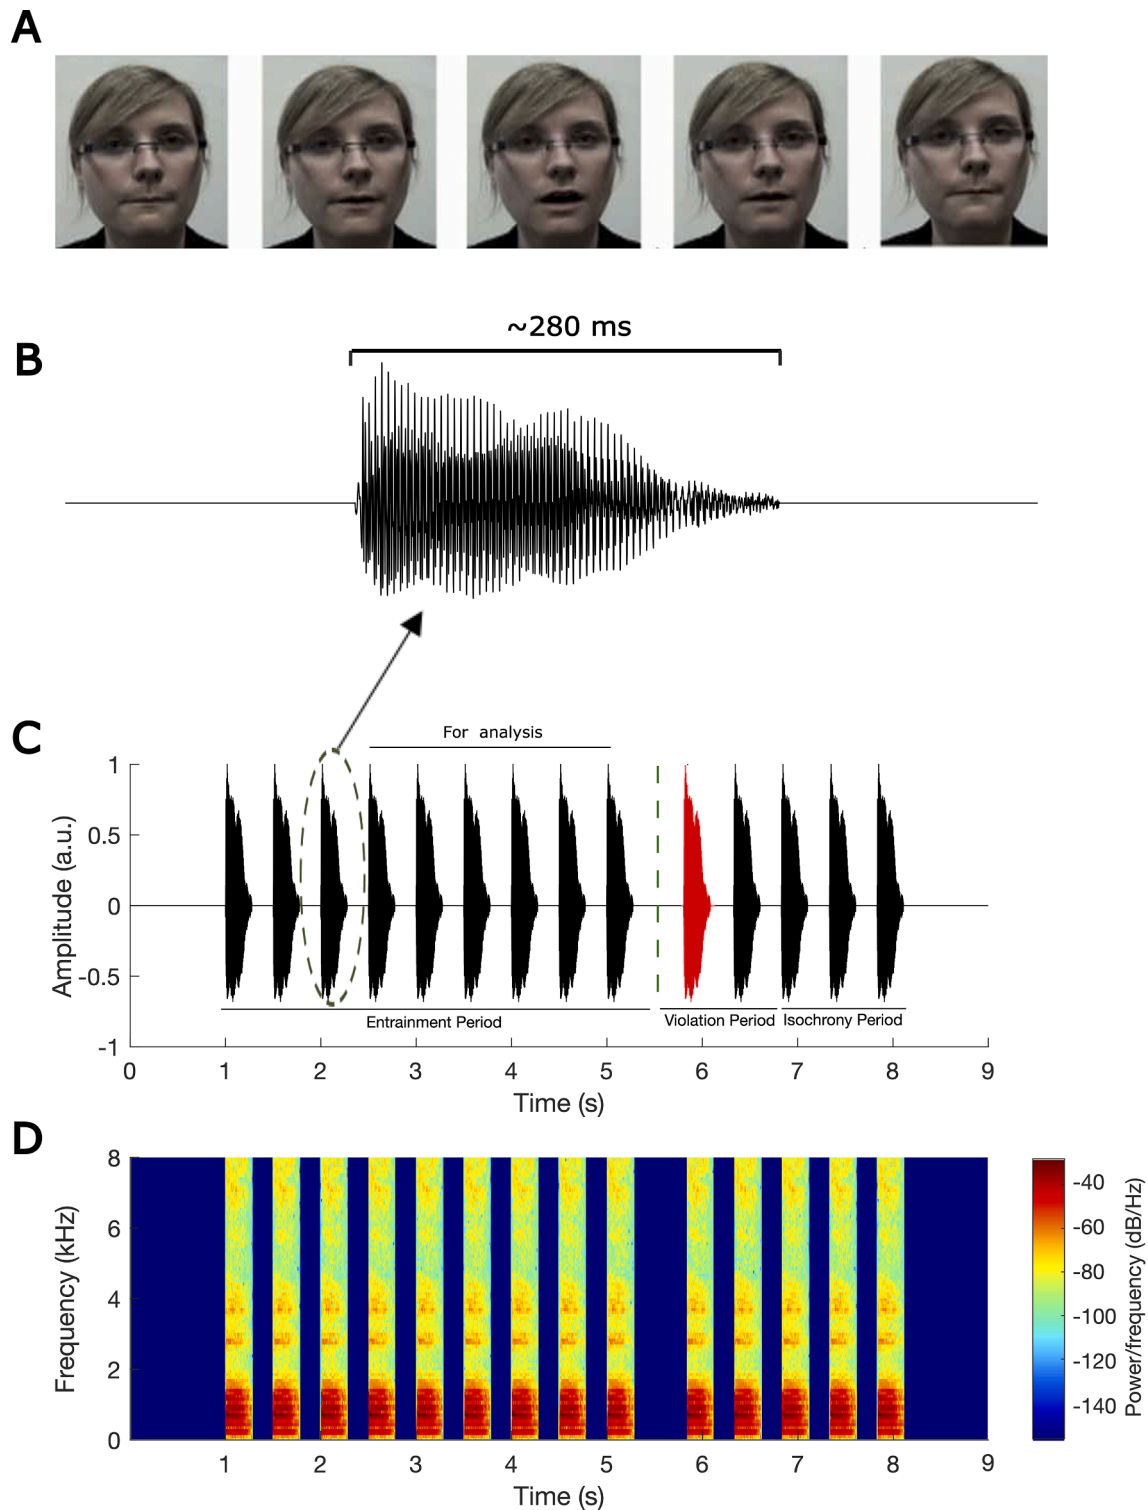 A
B
~280 ms
C
For analysis
1
0.5
0
-0.5
-1
Amplitude (a.u.)
Entrainment Period
Violation Period
Isochrony Period
0 1 2 3 4 5 6 7 8 9
Time (s)
D
8
6
4
2
0
Frequency (kHz)
1 2 3 4 5 6 7 8 9
Time (s)
-40
-60
-80
-100
-120
-140
Power/frequency (dB/Hz)